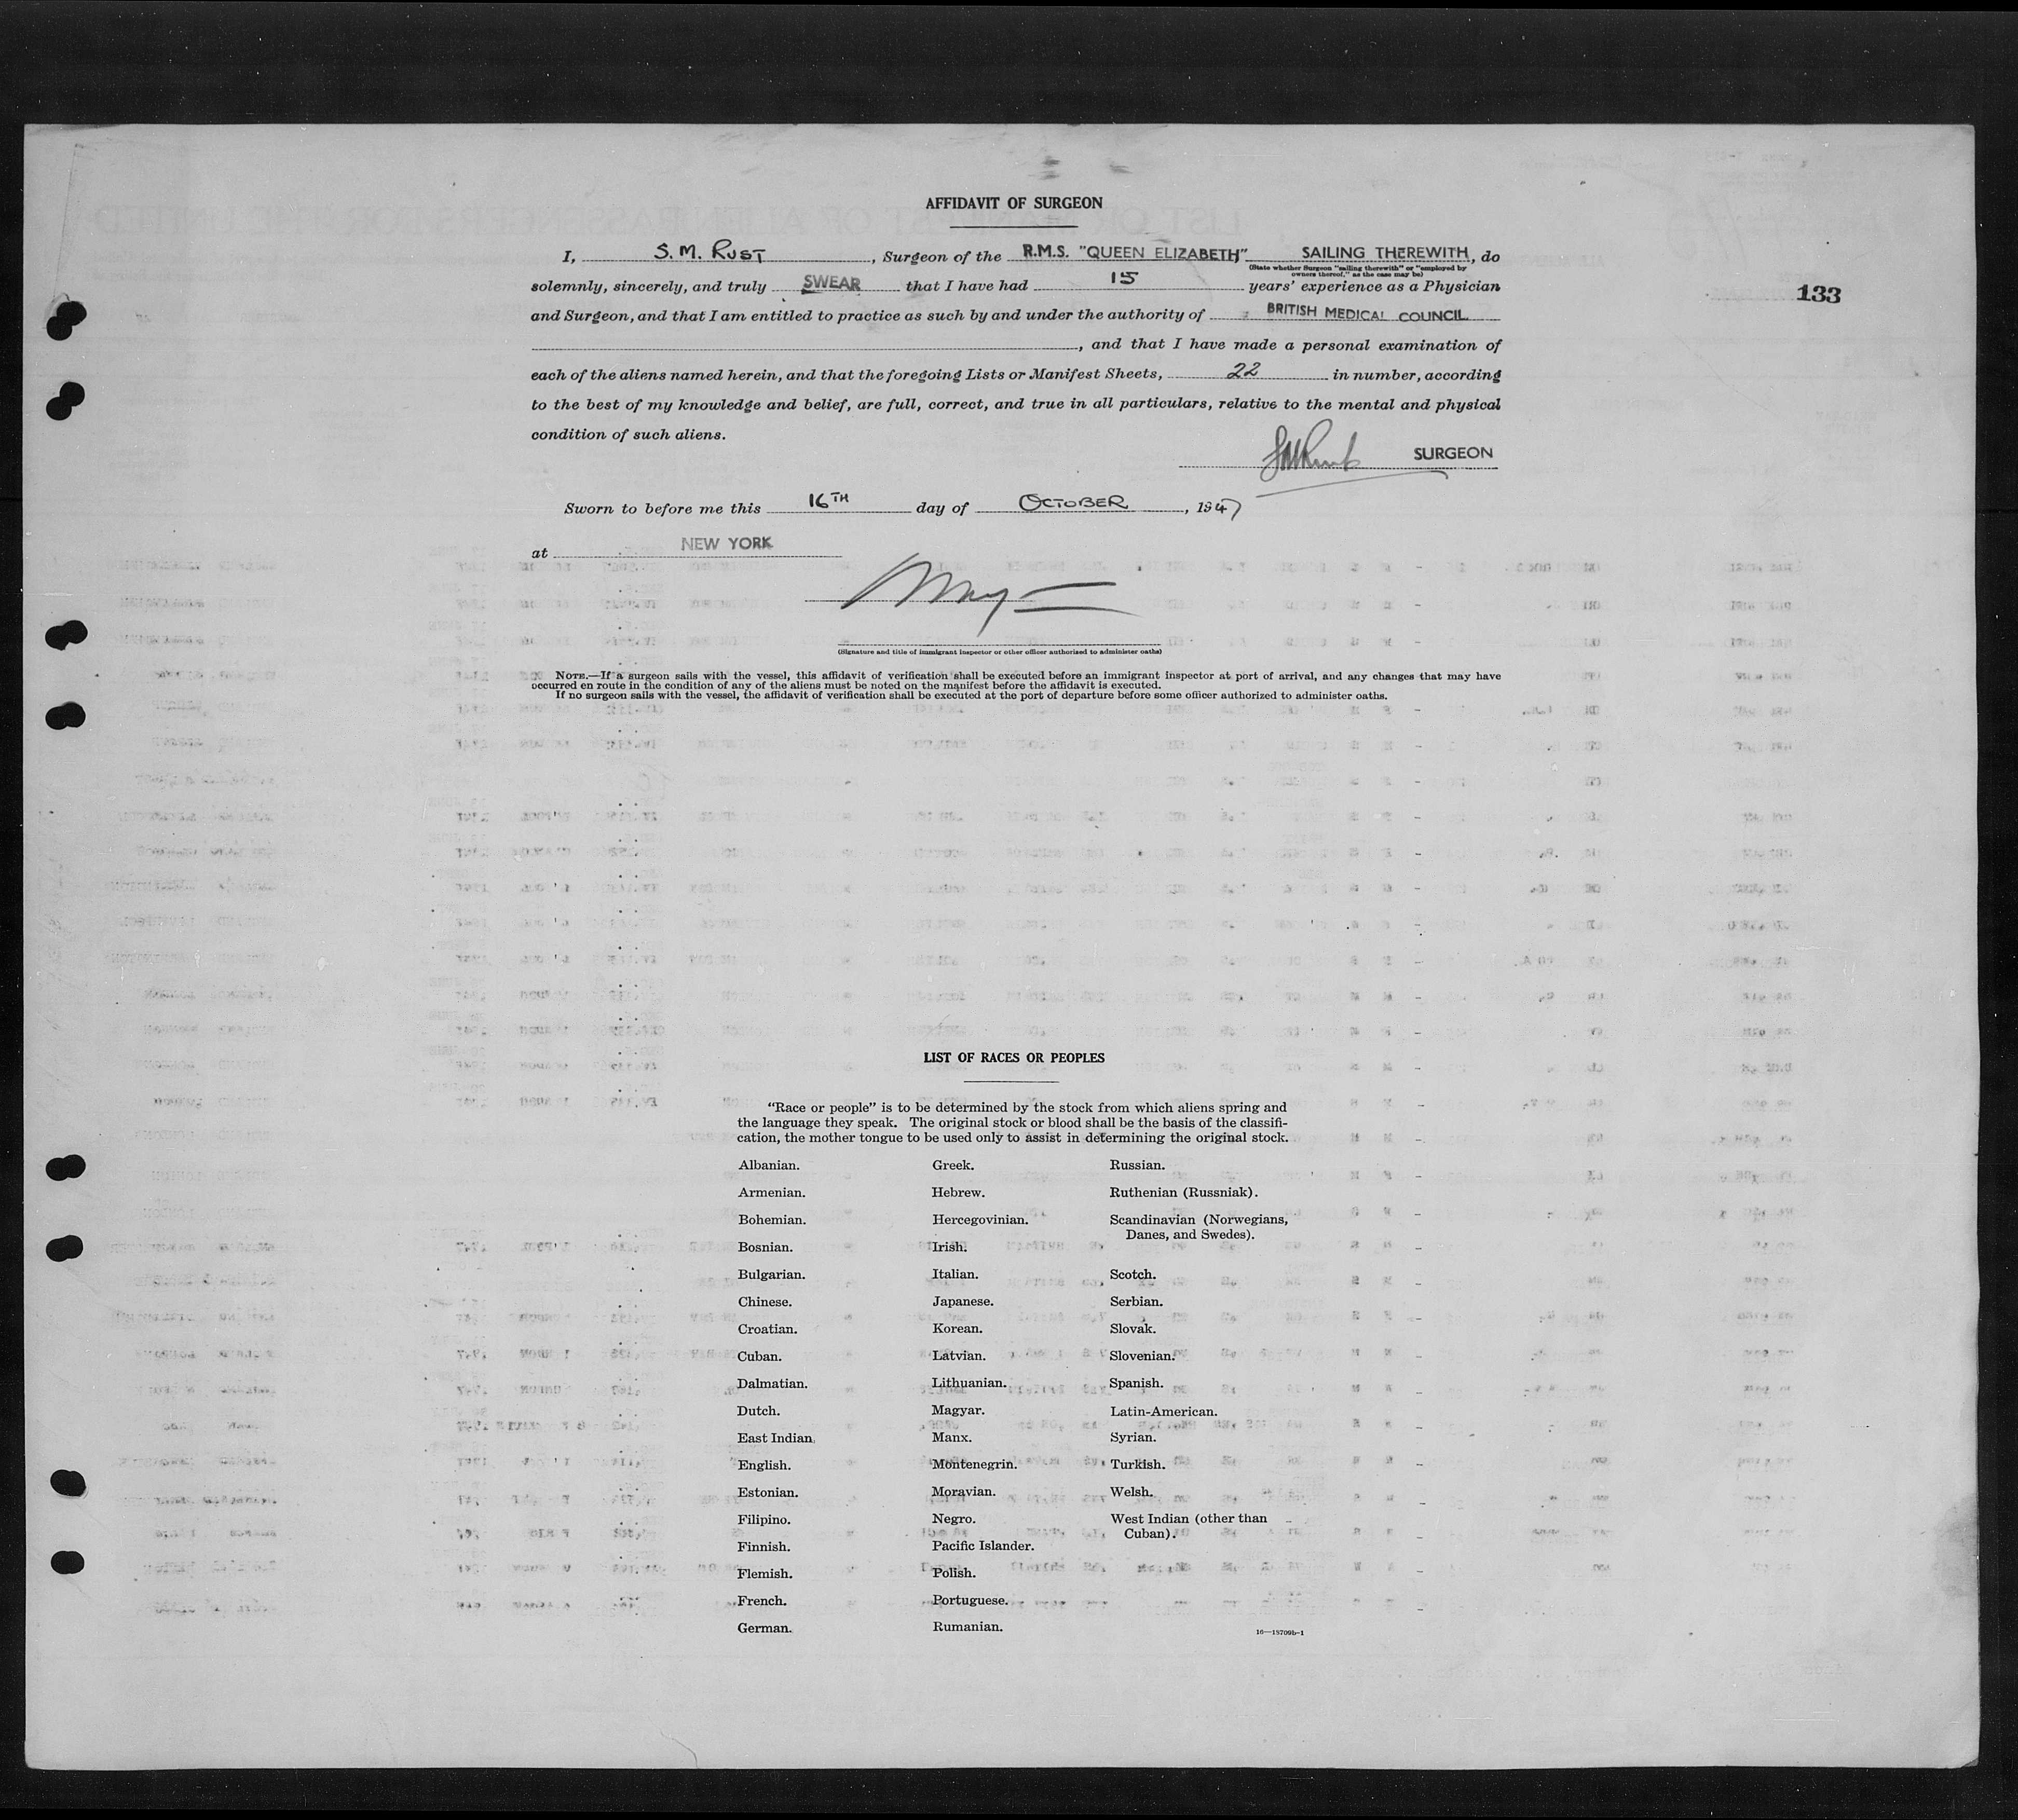 AFFIDAVIT OF SURGEON
I, S. M. RUST, Surgeon of the R.M.S. "QUEEN ELIZABETH" SAILING THEREWITH, do
(State whether Surgeon "sailing therewith" or "employed by owners thereof," as the case may be)
solemnly, sincerely, and truly SWEAR that I have had 15 years' experience as a Physician
133
and Surgeon, and that I am entitled to practice as such by and under the authority of BRITISH MEDICAL COUNCIL
, and that I have made a personal examination of
each of the aliens named herein, and that the foregoing Lists or Manifest Sheets, 22 in number, according
to the best of my knowledge and belief, are full, correct, and true in all particulars, relative to the mental and physical
condition of such aliens.
SMRust SURGEON
Sworn to before me this 16TH day of OCTOBER, 1947
at NEW YORK
(Signature and title of immigrant inspector or other officer authorized to administer oaths)
NOTE.—If a surgeon sails with the vessel, this affidavit of verification shall be executed before an immigrant inspector at port of arrival, and any changes that may have
occurred en route in the condition of any of the aliens must be noted on the manifest before the affidavit is executed.
If no surgeon sails with the vessel, the affidavit of verification shall be executed at the port of departure before some officer authorized to administer oaths.
LIST OF RACES OR PEOPLES
"Race or people" is to be determined by the stock from which aliens spring and
the language they speak. The original stock or blood shall be the basis of the classifi-
cation, the mother tongue to be used only to assist in determining the original stock.
Albanian.
Armenian.
Bohemian.
Bosnian.
Bulgarian.
Chinese.
Croatian.
Cuban.
Dalmatian.
Dutch.
East Indian.
English.
Estonian.
Filipino.
Finnish.
Flemish.
French.
German.
Greek.
Hebrew.
Hercegovinian.
Irish.
Italian.
Japanese.
Korean.
Latvian.
Lithuanian.
Magyar.
Manx.
Montenegrin.
Moravian.
Negro.
Pacific Islander.
Polish.
Portuguese.
Rumanian.
Russian.
Ruthenian (Russniak).
Scandinavian (Norwegians,
Danes, and Swedes).
Scotch.
Serbian.
Slovak.
Slovenian.
Spanish.
Latin-American.
Syrian.
Turkish.
Welsh.
West Indian (other than
Cuban).
16—18709b-1